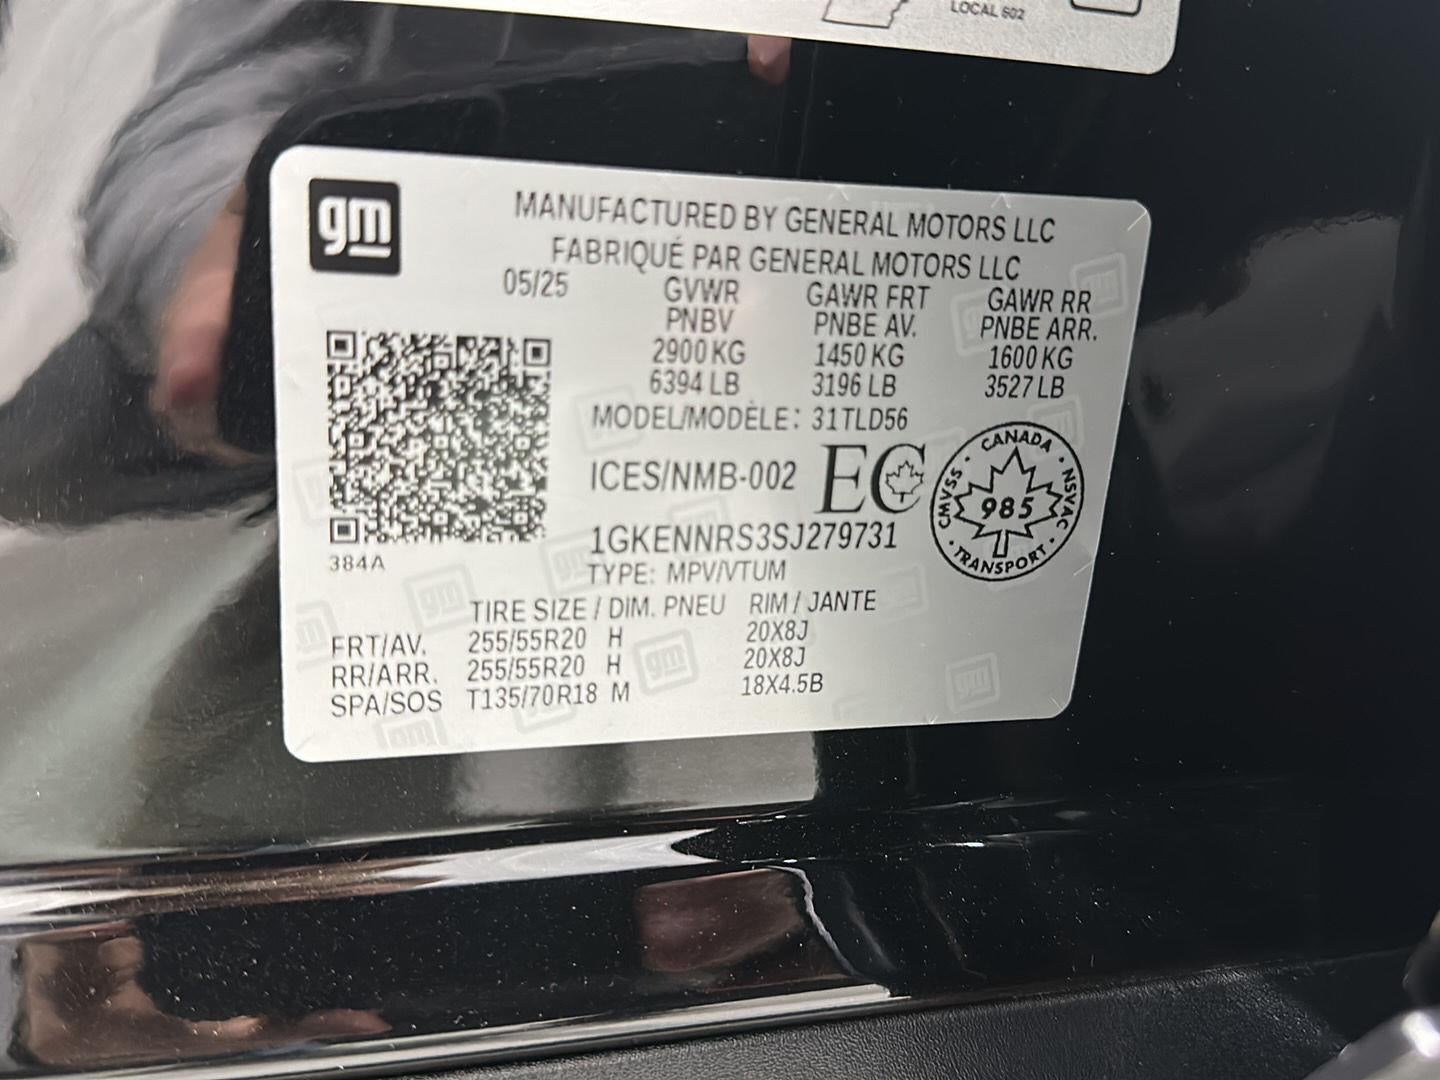 LOCAL 602
gm
MANUFACTURED BY GENERAL MOTORS LLC
FABRIQUÉ PAR GENERAL MOTORS LLC
05/25 GVWR GAWR FRT GAWR RR
PNBV PNBE AV. PNBE ARR.
2900 KG 1450 KG 1600 KG
6394 LB 3196 LB 3527 LB
MODEL/MODÈLE: 31TLD56
ICES/NMB-002 EC
CANADA
CMVSS 985 NSVAC
TRANSPORT
1GKENNRS3SJ279731
384A
TYPE: MPV/VTUM
TIRE SIZE / DIM. PNEU RIM / JANTE
FRT/AV. 255/55R20 H 20X8J
RR/ARR. 255/55R20 H 20X8J
SPA/SOS T135/70R18 M 18X4.5B